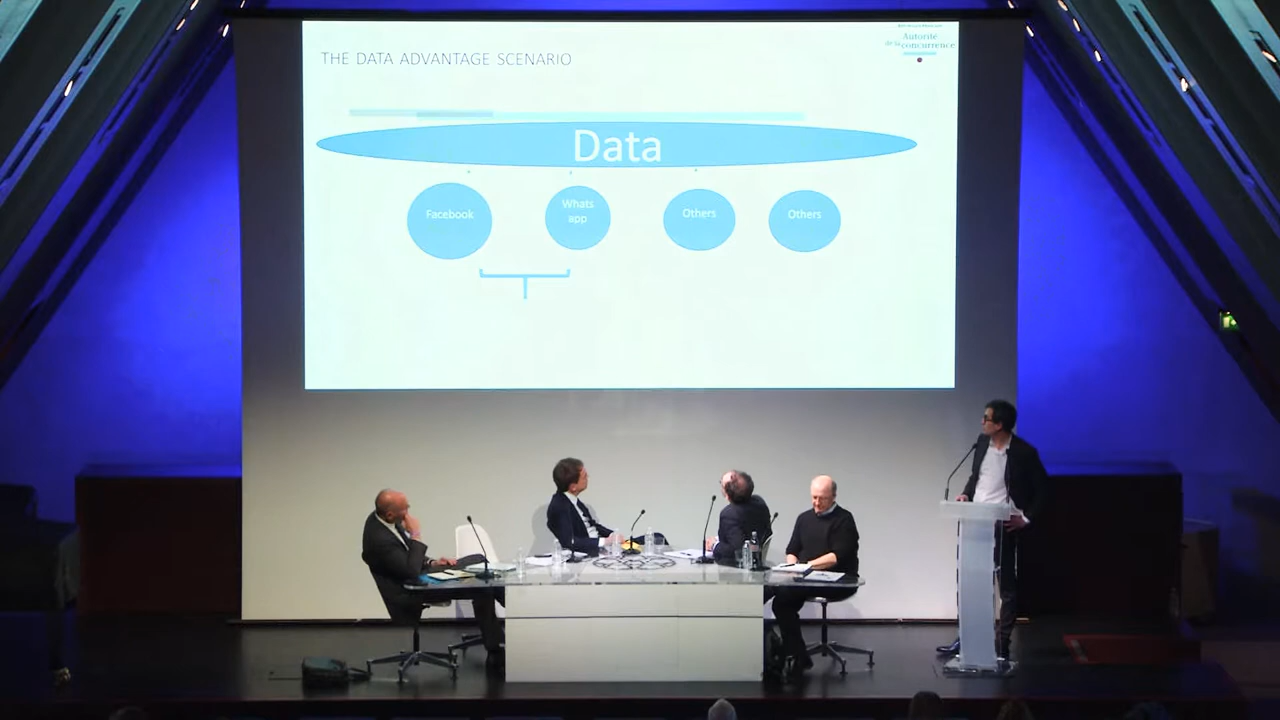 THE DATA ADVANTAGE SCENARIO
Autorité
de la concurrence
Data
Facebook
Whats
app
Others
Others